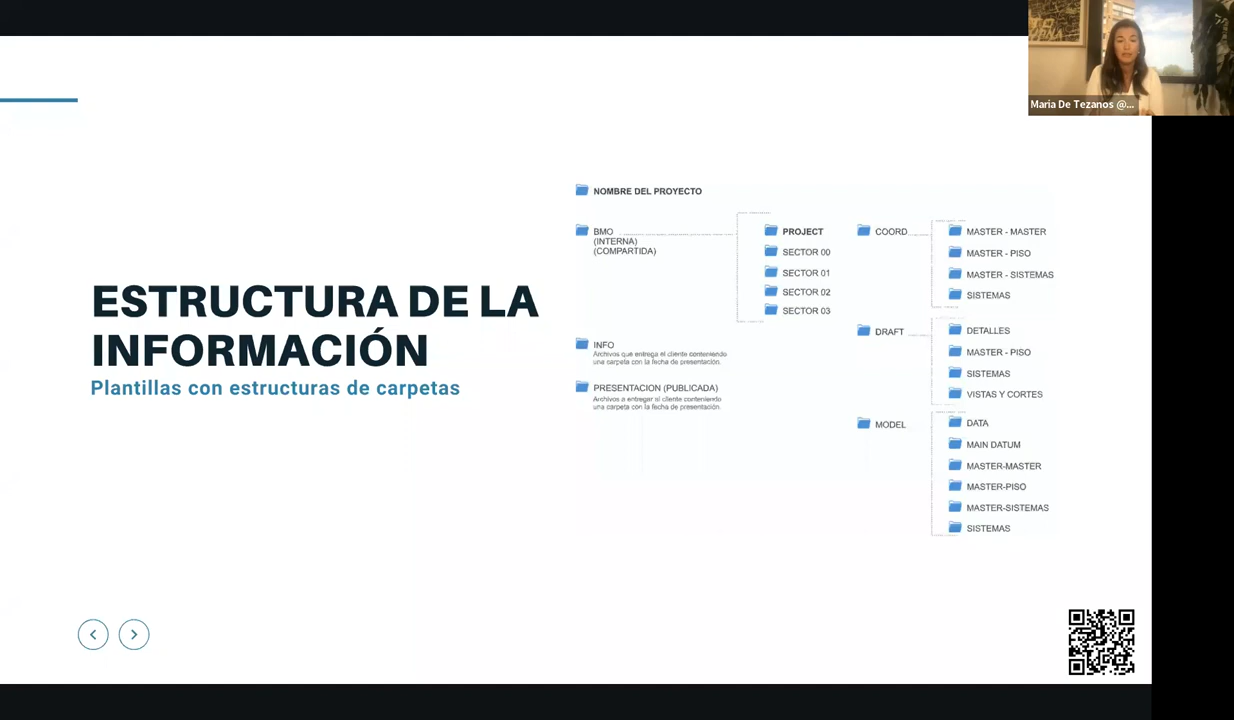 Maria De Tezanos @...
ESTRUCTURA DE LA
INFORMACIÓN
Plantillas con estructuras de carpetas
NOMBRE DEL PROYECTO
BMO
(INTERNA)
(COMPARTIDA)
INFO
Archivos que entrega el cliente conteniendo
una carpeta con la fecha de presentación.
PRESENTACION (PUBLICADA)
Archivos a entregar al cliente conteniendo
una carpeta con la fecha de presentación.
PROJECT
SECTOR 00
SECTOR 01
SECTOR 02
SECTOR 03
COORD
MASTER - MASTER
MASTER - PISO
MASTER - SISTEMAS
SISTEMAS
DRAFT
DETALLES
MASTER - PISO
SISTEMAS
VISTAS Y CORTES
MODEL
DATA
MAIN DATUM
MASTER-MASTER
MASTER-PISO
MASTER-SISTEMAS
SISTEMAS